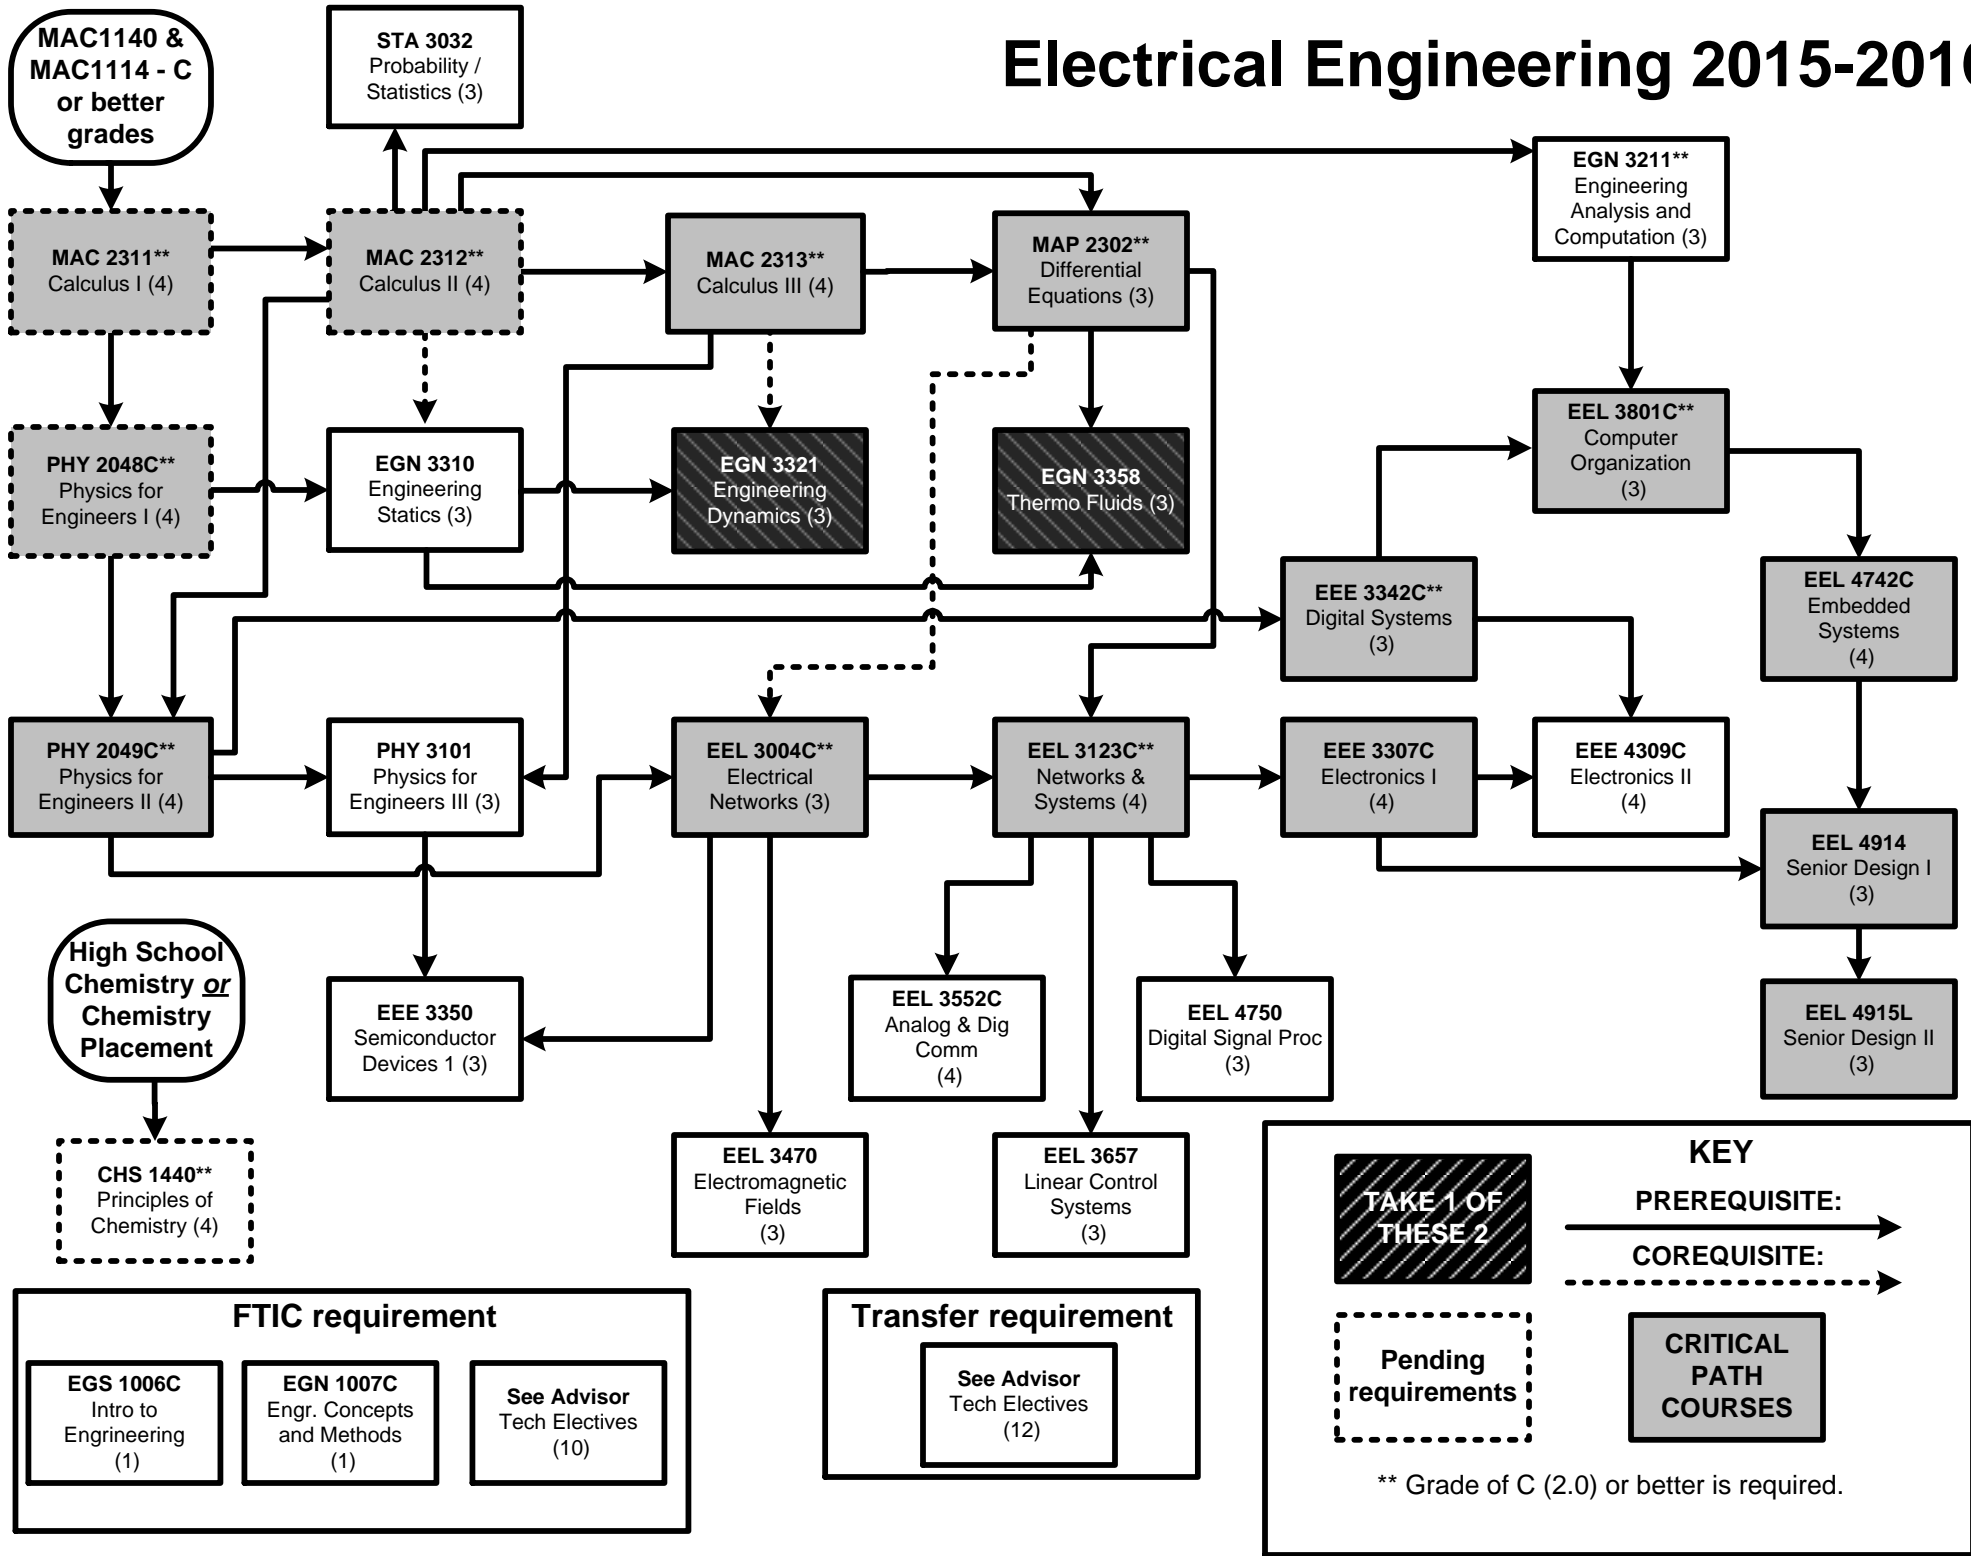 Electrical Engineering 2015-2016
MAC1140 &
MAC1114 - C
or better
grades
STA 3032
Probability /
Statistics (3)
EGN 3211**
Engineering
Analysis and
Computation (3)
MAC 2311**
Calculus I (4)
MAC 2312**
Calculus II (4)
MAC 2313**
Calculus III (4)
MAP 2302**
Differential
Equations (3)
PHY 2048C**
Physics for
Engineers I (4)
EGN 3310
Engineering
Statics (3)
EGN 3321
Engineering
Dynamics (3)
EGN 3358
Thermo Fluids (3)
EEL 3801C**
Computer
Organization
(3)
EEE 3342C**
Digital Systems
(3)
EEL 4742C
Embedded
Systems
(4)
PHY 2049C**
Physics for
Engineers II (4)
PHY 3101
Physics for
Engineers III (3)
EEL 3004C**
Electrical
Networks (3)
EEL 3123C**
Networks &
Systems (4)
EEE 3307C
Electronics I
(4)
EEE 4309C
Electronics II
(4)
EEL 4914
Senior Design I
(3)
High School
Chemistry or
Chemistry
Placement
EEE 3350
Semiconductor
Devices 1 (3)
EEL 3552C
Analog & Dig
Comm
(4)
EEL 4750
Digital Signal Proc
(3)
EEL 4915L
Senior Design II
(3)
CHS 1440**
Principles of
Chemistry (4)
EEL 3470
Electromagnetic
Fields
(3)
EEL 3657
Linear Control
Systems
(3)
KEY
TAKE 1 OF
THESE 2
PREREQUISITE:
COREQUISITE:
Pending
requirements
CRITICAL
PATH
COURSES
** Grade of C (2.0) or better is required.
FTIC requirement
EGS 1006C
Intro to
Engrineering
(1)
EGN 1007C
Engr. Concepts
and Methods
(1)
See Advisor
Tech Electives
(10)
Transfer requirement
See Advisor
Tech Electives
(12)